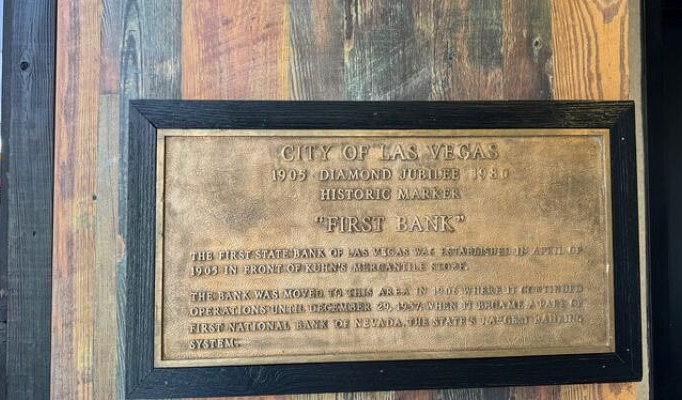 CITY OF LAS VEGAS
1905 DIAMOND JUBILEE 1980
HISTORIC MARKER
"FIRST BANK"
THE FIRST STATE BANK OF LAS VEGAS WAS ESTABLISHED IN APRIL OF
1905 IN FRONT OF KUHN'S MERCANTILE STORE.
THE BANK WAS MOVED TO THIS AREA IN 1906 WHERE IT CONTINUED
OPERATIONS UNTIL DECEMBER 29, 1937, WHEN IT BECAME A PART OF
FIRST NATIONAL BANK OF NEVADA, THE STATE'S LARGEST BANKING
SYSTEM.